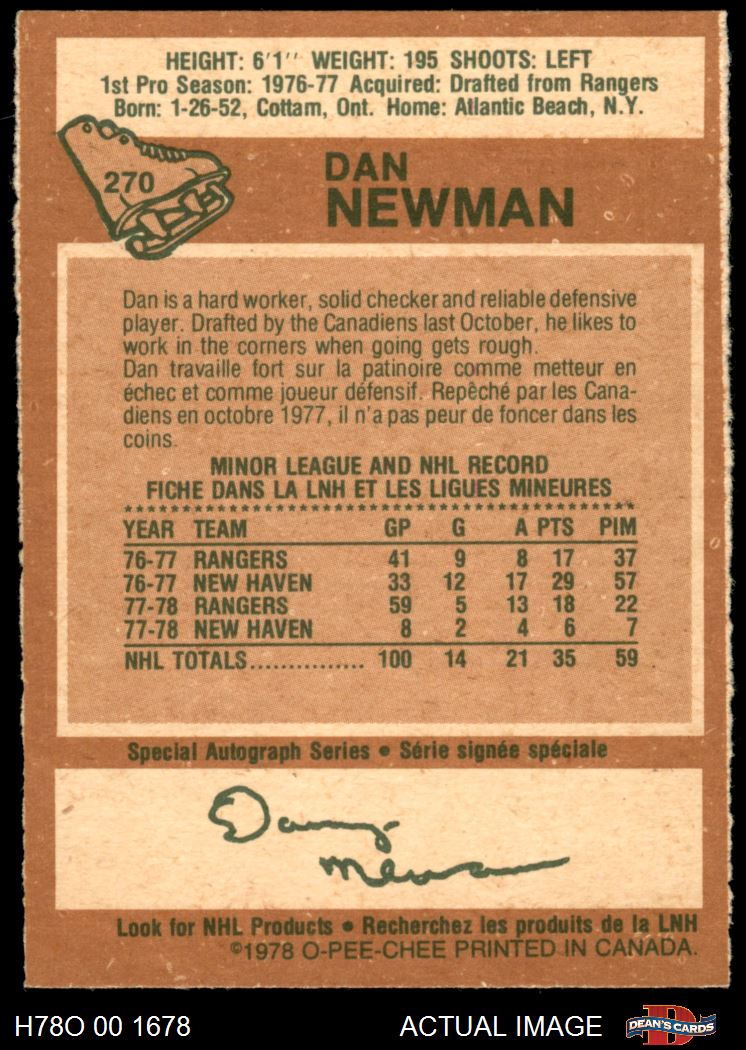 HEIGHT: 6'1'' WEIGHT: 195 SHOOTS: LEFT
1st Pro Season: 1976-77 Acquired: Drafted from Rangers
Born: 1-26-52, Cottam, Ont. Home: Atlantic Beach, N.Y.
270
DAN
NEWMAN
Dan is a hard worker, solid checker and reliable defensive
player. Drafted by the Canadiens last October, he likes to
work in the corners when going gets rough.
Dan travaille fort sur la patinoire comme metteur en
échec et comme joueur défensif. Repêché par les Cana-
diens en octobre 1977, il n'a pas peur de foncer dans les
coins.
MINOR LEAGUE AND NHL RECORD
FICHE DANS LA LNH ET LES LIGUES MINEURES
YEAR TEAM GP G A PTS PIM
76-77 RANGERS 41 9 8 17 37
76-77 NEW HAVEN 33 12 17 29 57
77-78 RANGERS 59 5 13 18 22
77-78 NEW HAVEN 8 2 4 6 7
NHL TOTALS............... 100 14 21 35 59
Special Autograph Series • Série signée spéciale
Danny
Newman
Look for NHL Products • Recherchez les produits de la LNH
©1978 O-PEE-CHEE PRINTED IN CANADA.
H78O 00 1678 ACTUAL IMAGE DEAN'S CARDS